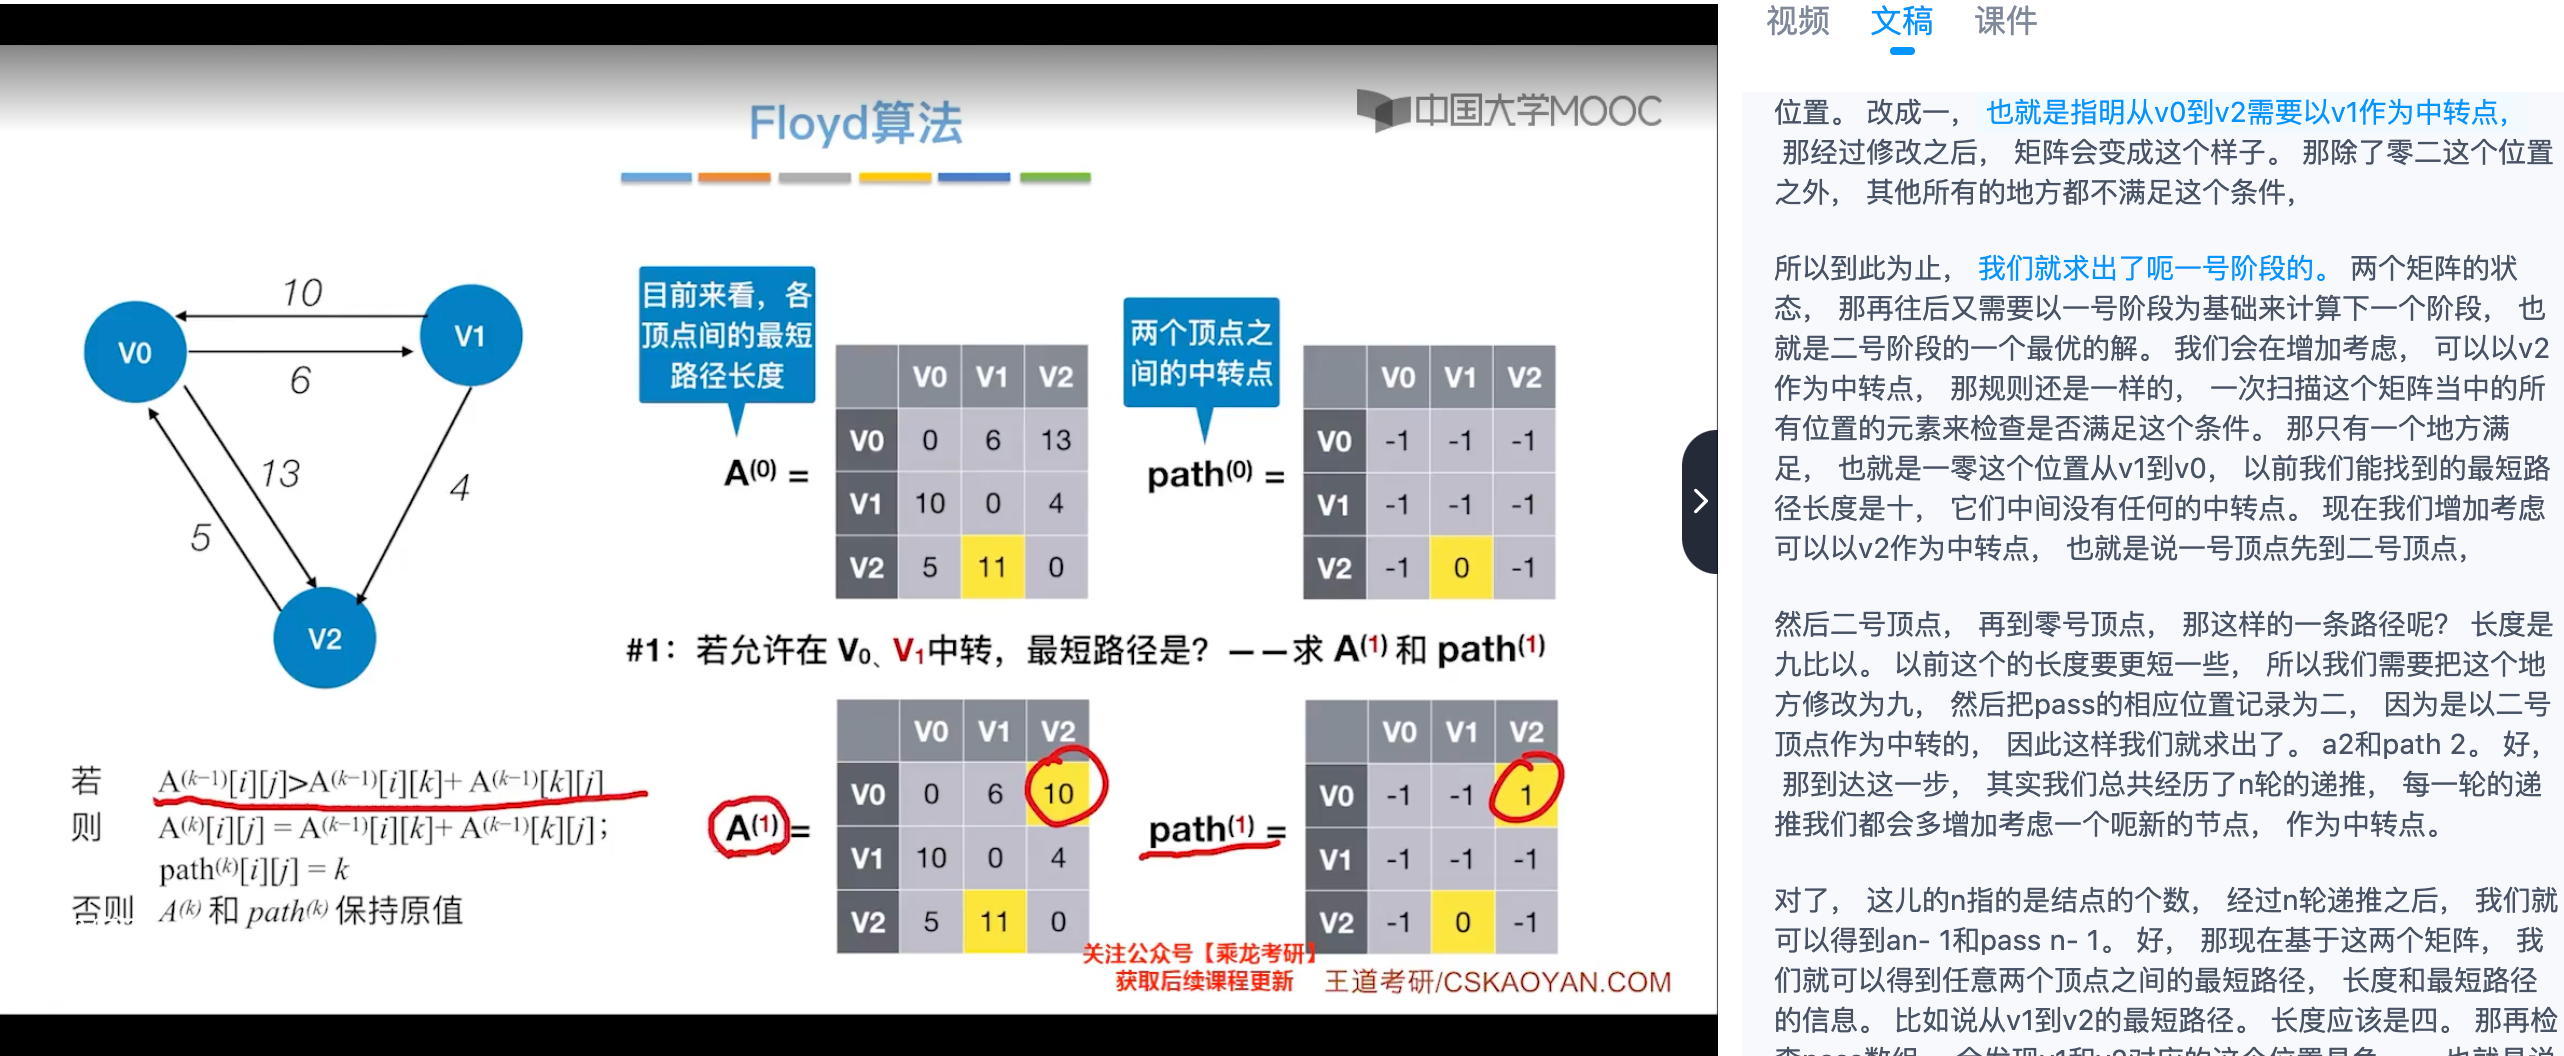 视频 文稿 课件
Floyd算法
中国大学MOOC
10
V0
V1
6
13
4
5
V2
目前来看，各
顶点间的最短
路径长度
两个顶点之
间的中转点
A(0) =
V0 V1 V2
V0 0 6 13
V1 10 0 4
V2 5 11 0
path(0) =
V0 V1 V2
V0 -1 -1 -1
V1 -1 -1 -1
V2 -1 0 -1
#1：若允许在 V0、V1中转，最短路径是？——求 A(1) 和 path(1)
A(1) =
V0 V1 V2
V0 0 6 10
V1 10 0 4
V2 5 11 0
path(1) =
V0 V1 V2
V0 -1 -1 1
V1 -1 -1 -1
V2 -1 0 -1
若 A(k−1)[i][j]>A(k−1)[i][k]+ A(k−1)[k][j]
则 A(k)[i][j] = A(k−1)[i][k]+ A(k−1)[k][j]；
path(k)[i][j] = k
否则 A(k) 和 path(k) 保持原值
关注公众号【乘龙考研】
获取后续课程更新
王道考研/CSKAOYAN.COM
位置。 改成一， 也就是指明从v0到v2需要以v1作为中转点，
那经过修改之后， 矩阵会变成这个样子。 那除了零二这个位置
之外， 其他所有的地方都不满足这个条件，
所以到此为止， 我们就求出了呃一号阶段的。 两个矩阵的状
态， 那再往后又需要以一号阶段为基础来计算下一个阶段， 也
就是二号阶段的一个最优的解。 我们会在增加考虑， 可以以v2
作为中转点， 那规则还是一样的， 一次扫描这个矩阵当中的所
有位置的元素来检查是否满足这个条件。 那只有一个地方满
足， 也就是一零这个位置从v1到v0， 以前我们能找到的最短路
径长度是十， 它们中间没有任何的中转点。 现在我们增加考虑
可以以v2作为中转点， 也就是说一号顶点先到二号顶点，
然后二号顶点， 再到零号顶点， 那这样的一条路径呢？ 长度是
九比以。 以前这个的长度要更短一些， 所以我们需要把这个地
方修改为九， 然后把pass的相应位置记录为二， 因为是以二号
顶点作为中转的， 因此这样我们就求出了。 a2和path 2。 好，
那到达这一步， 其实我们总共经历了n轮的递推， 每一轮的递
推我们都会多增加考虑一个呃新的节点， 作为中转点。
对了， 这儿的n指的是结点的个数， 经过n轮递推之后， 我们就
可以得到an- 1和pass n- 1。 好， 那现在基于这两个矩阵， 我
们就可以得到任意两个顶点之间的最短路径， 长度和最短路径
的信息。 比如说从v1到v2的最短路径。 长度应该是四。 那再检